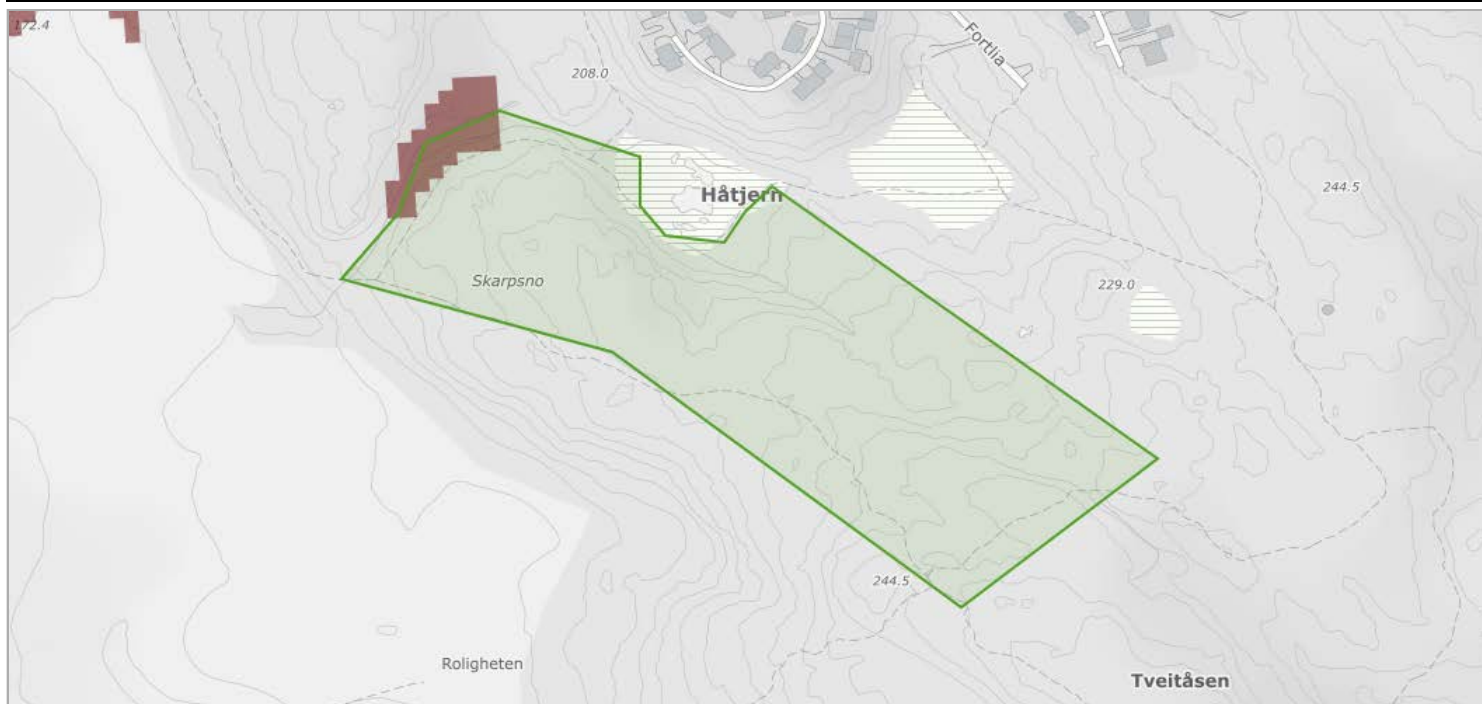 172.4
Fortlia
208.0
Håtjern
244.5
Skarpsno
229.0
244.5
Roligheten
Tveitåsen